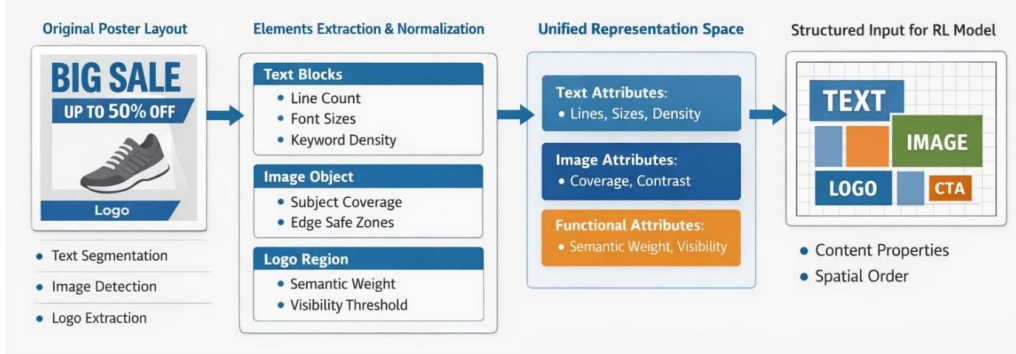 Original Poster Layout
BIG SALE
UP TO 50% OFF
Logo
• Text Segmentation
• Image Detection
• Logo Extraction
Elements Extraction & Normalization
Text Blocks
• Line Count
• Font Sizes
• Keyword Density
Image Object
• Subject Coverage
• Edge Safe Zones
Logo Region
• Semantic Weight
• Visibility Threshold
Unified Representation Space
Text Attributes:
• Lines, Sizes, Density
Image Attributes:
• Coverage, Contrast
Functional Attributes:
• Semantic Weight, Visibility
Structured Input for RL Model
TEXT
IMAGE
LOGO
CTA
• Content Properties
• Spatial Order